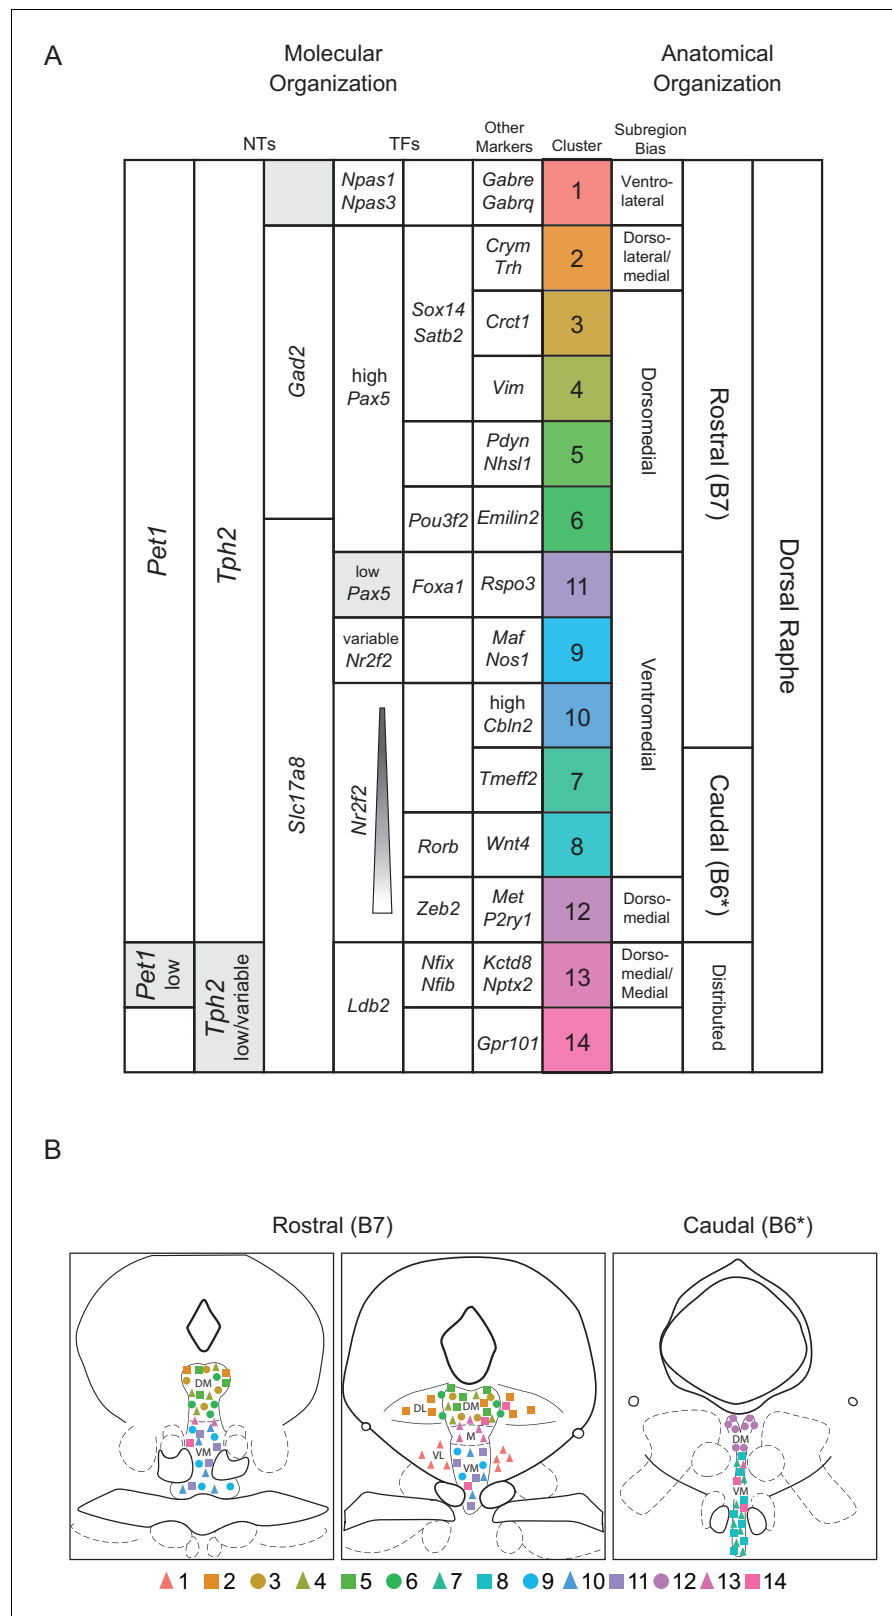 A
Molecular
Organization
Anatomical
Organization
NTs
TFs
Other
Markers
Cluster
Subregion
Bias
Npas1
Npas3
Gabre
Gabrq
1
Ventro-
lateral
Crym
Trh
2
Dorso-
lateral/
medial
Sox14
Satb2
Crct1
3
Gad2
high
Pax5
Vim
4
Dorsomedial
Pdyn
Nhsl1
5
Rostral (B7)
Pou3f2
Emilin2
6
Pet1
Tph2
low
Pax5
Foxa1
Rspo3
11
Dorsal Raphe
variable
Nr2f2
Maf
Nos1
9
Ventromedial
high
Cbln2
10
Slc17a8
Nr2f2
Tmeff2
7
Caudal (B6*)
Rorb
Wnt4
8
Zeb2
Met
P2ry1
12
Dorso-
medial
Pet1
low
Tph2
low/variable
Ldb2
Nfix
Nfib
Kctd8
Nptx2
13
Dorso-
medial/
Medial
Distributed
Gpr101
14
B
Rostral (B7)
Caudal (B6*)
DM
VM
DL
DM
M
VL
VM
DM
VM
1 2 3 4 5 6 7 8 9 10 11 12 13 14